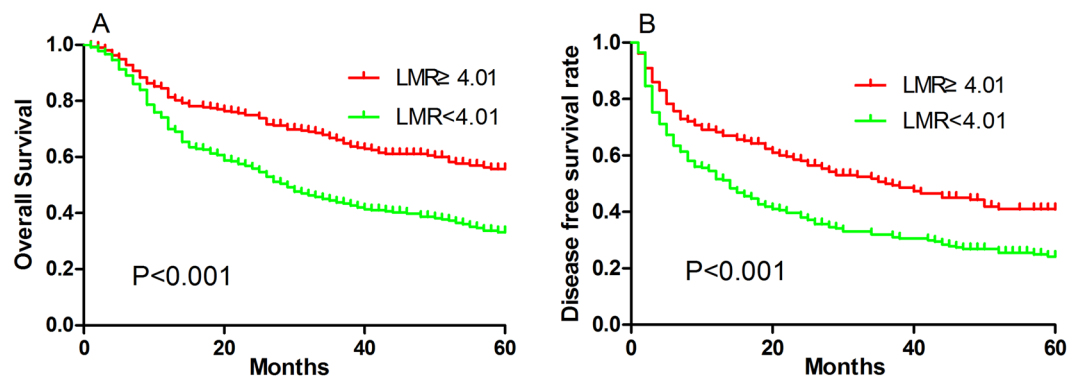 A
Overall Survival
1.0
0.8
0.6
0.4
0.2
0.0
LMR≥ 4.01
LMR<4.01
P<0.001
0 20 40 60
Months
B
Disease free survival rate
1.0
0.8
0.6
0.4
0.2
0.0
LMR≥ 4.01
LMR<4.01
P<0.001
0 20 40 60
Months